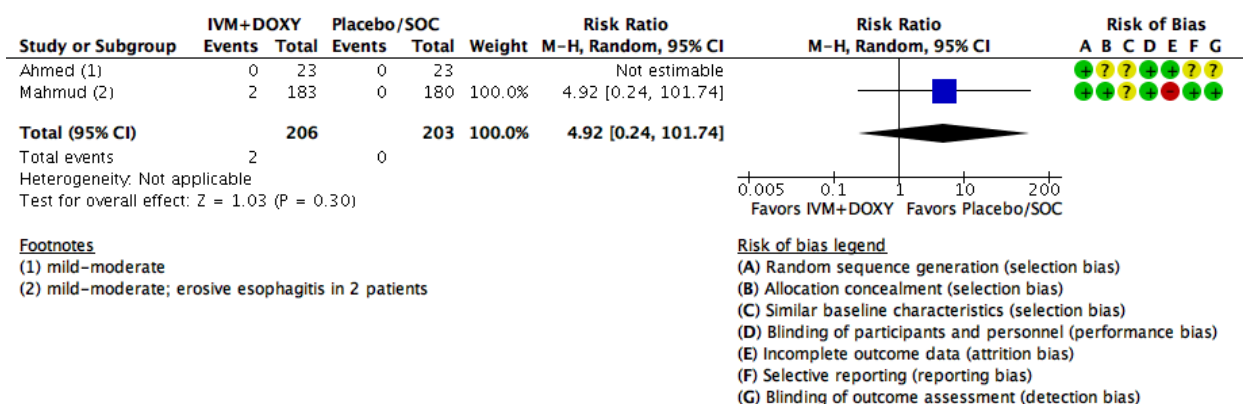 IVM+DOXY Placebo/SOC Risk Ratio Risk Ratio Risk of Bias
Study or Subgroup Events Total Events Total Weight M-H, Random, 95% CI M-H, Random, 95% CI A B C D E F G
Ahmed (1) 0 23 0 23 Not estimable + ? ? + + ? ?
Mahmud (2) 2 183 0 180 100.0% 4.92 [0.24, 101.74] + + ? + - + +
Total (95% CI) 206 203 100.0% 4.92 [0.24, 101.74]
Total events 2 0
Heterogeneity: Not applicable
Test for overall effect: Z = 1.03 (P = 0.30)
0.005 0.1 1 10 200
Favors IVM+DOXY Favors Placebo/SOC
Footnotes
(1) mild-moderate
(2) mild-moderate; erosive esophagitis in 2 patients
Risk of bias legend
(A) Random sequence generation (selection bias)
(B) Allocation concealment (selection bias)
(C) Similar baseline characteristics (selection bias)
(D) Blinding of participants and personnel (performance bias)
(E) Incomplete outcome data (attrition bias)
(F) Selective reporting (reporting bias)
(G) Blinding of outcome assessment (detection bias)